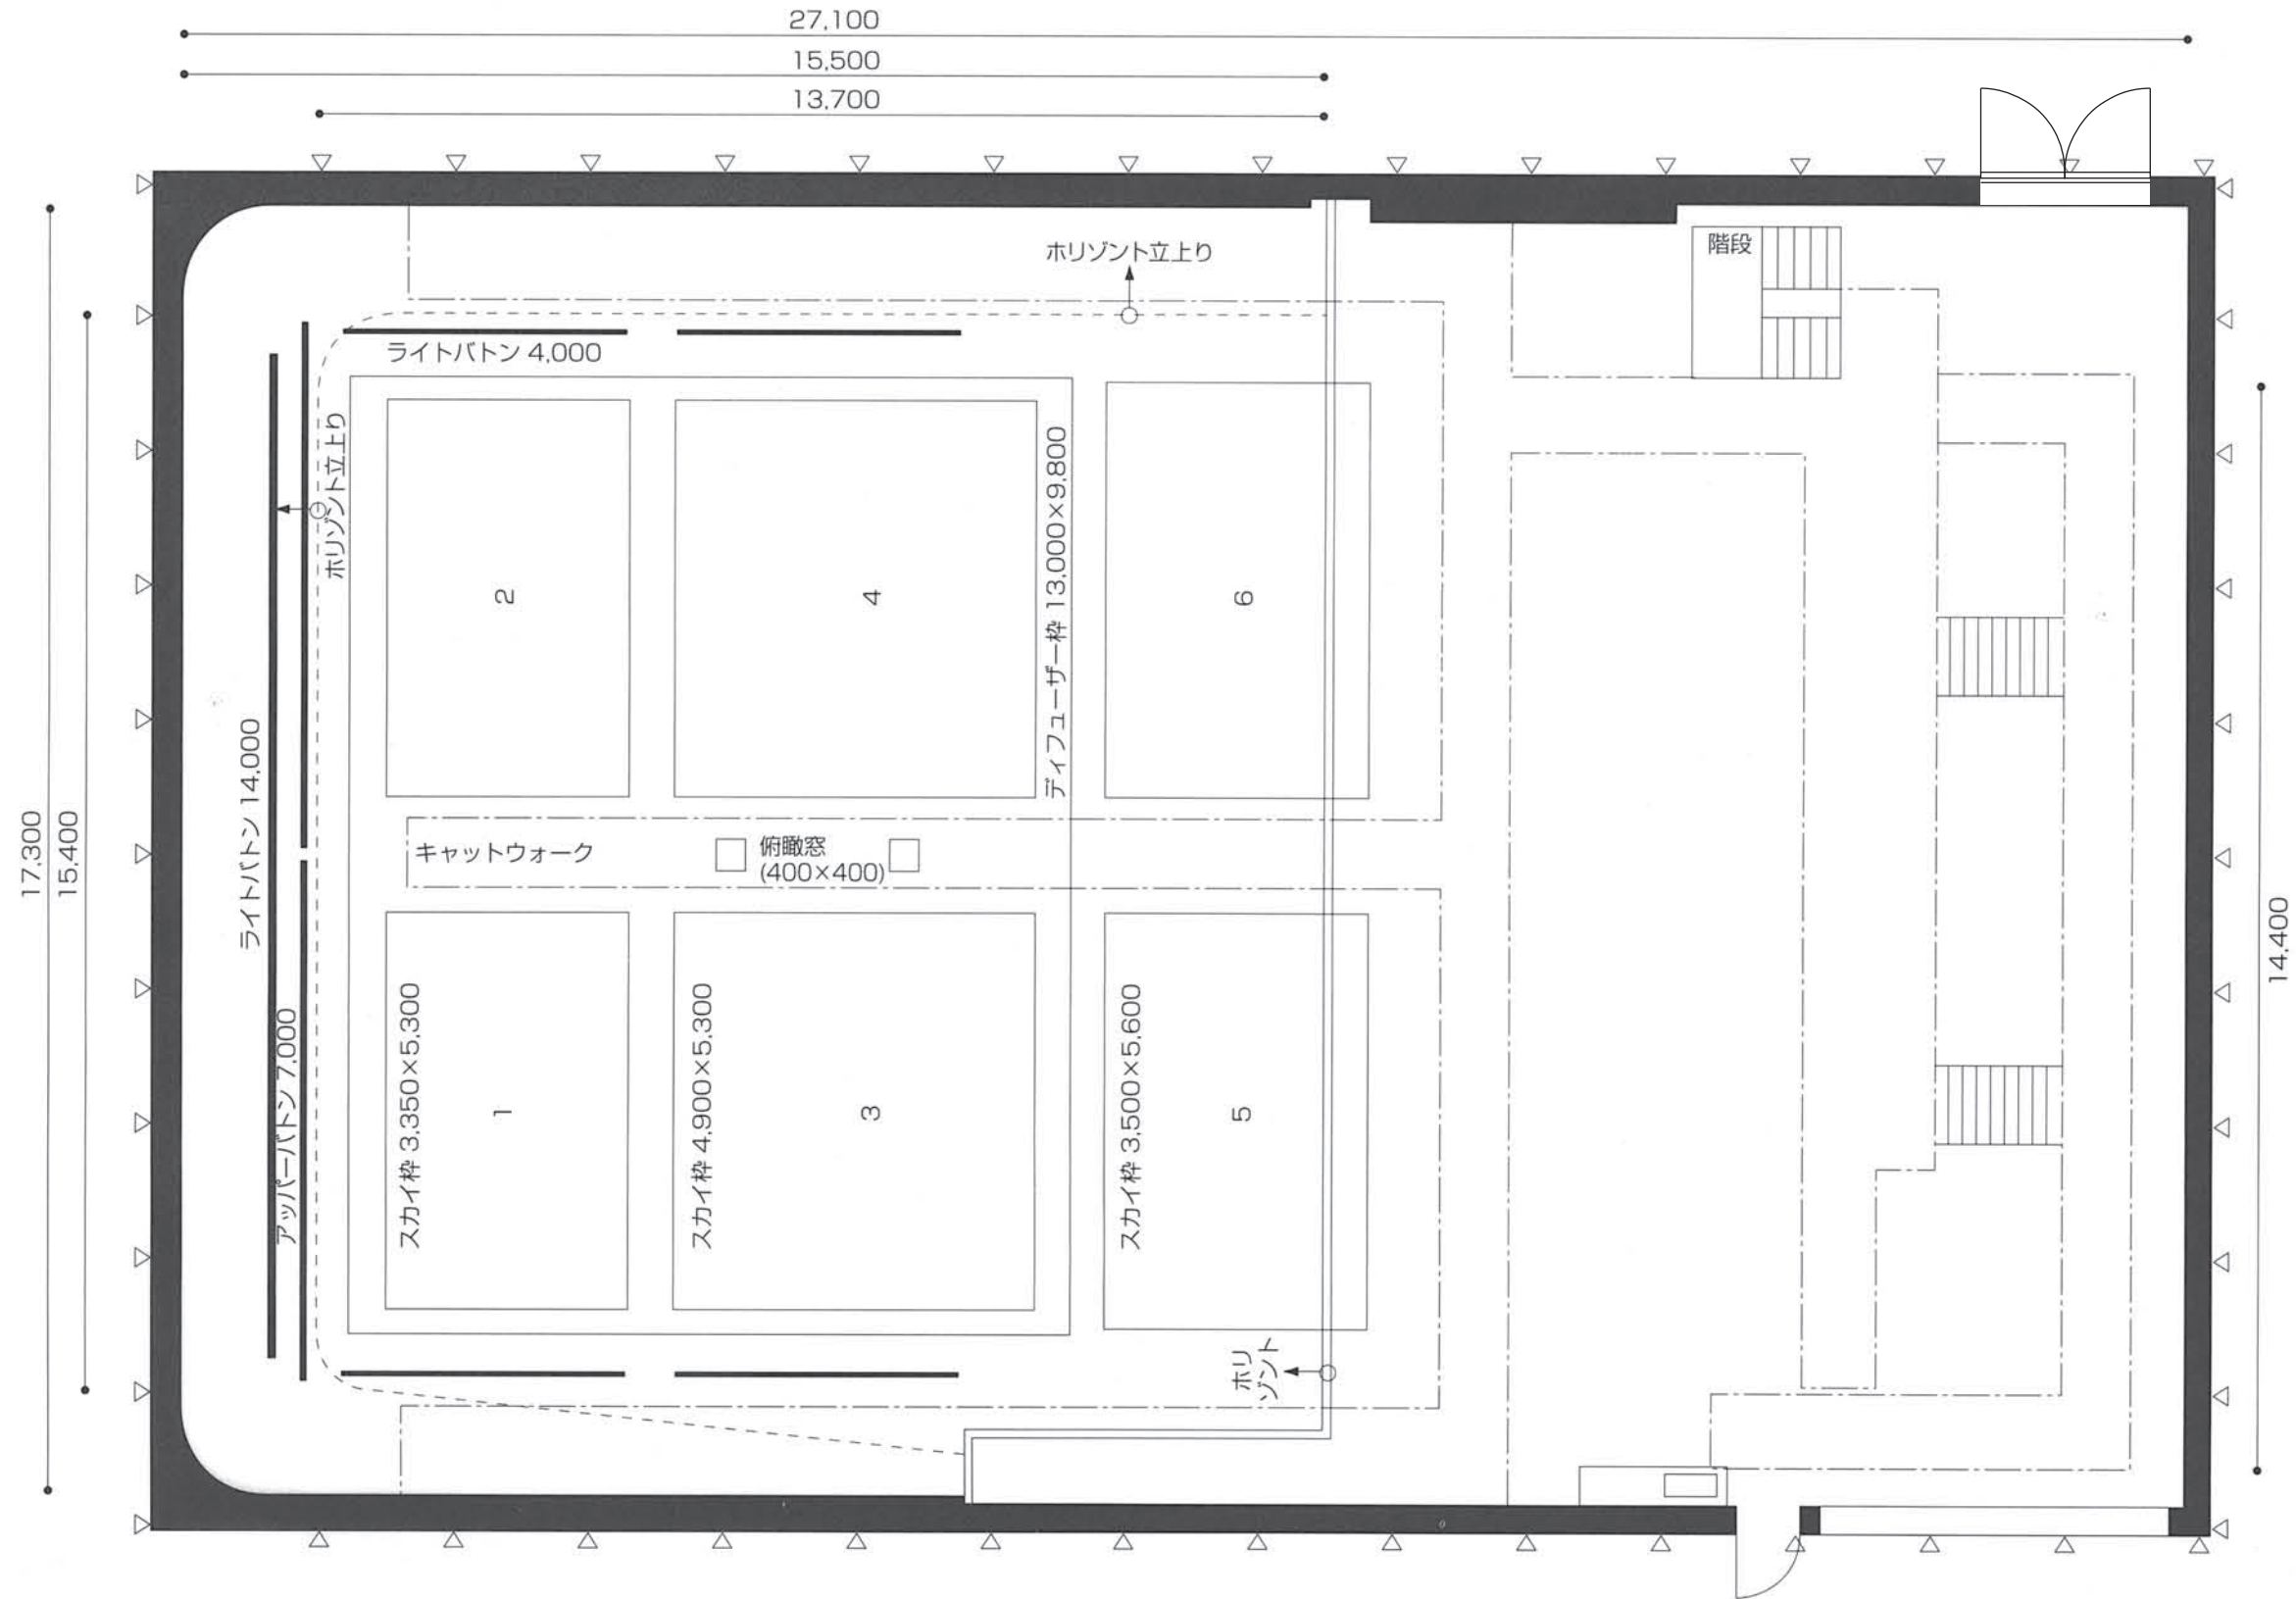 27,100
15,500
13,700
ホリゾント立上り
階段
ライトバトン 4,000
ホリゾント立上り
ディフューザー枠 13,000×9,800
2
4
6
17,300
15,400
ライトバトン 14,000
アッパーバトン 7,000
キャットウォーク
俯瞰窓
(400×400)
14,400
スカイ枠 3,350×5,300
1
スカイ枠 4,900×5,300
3
スカイ枠 3,500×5,600
5
ホリ
ゾント